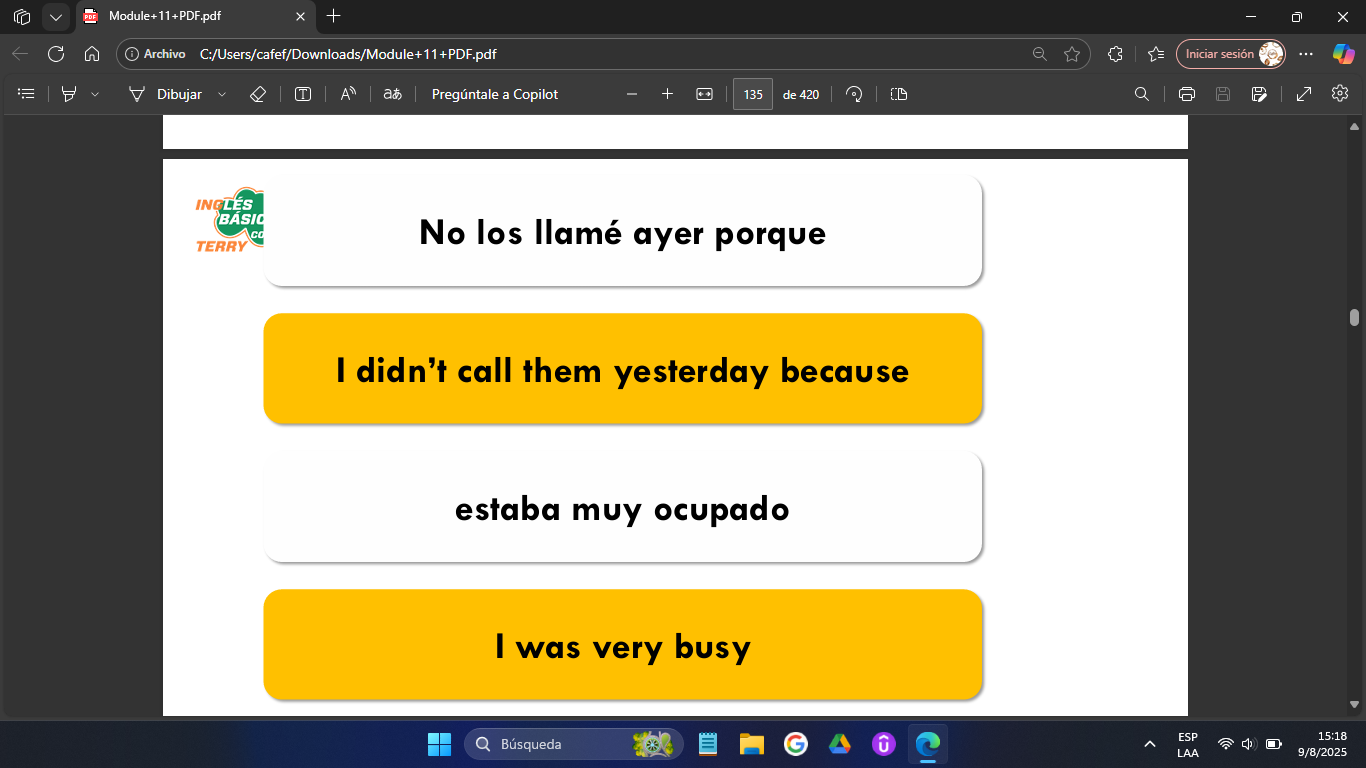 Module+11+PDF.pdf
Archivo
C:/Users/cafef/Downloads/Module+11+PDF.pdf
Iniciar sesión
Dibujar
Pregúntale a Copilot
135 de 420
INGLÉS
BÁSIC
CO
TERRY
No los llamé ayer porque
I didn’t call them yesterday because
estaba muy ocupado
I was very busy
Búsqueda
ESP
LAA
15:18
9/8/2025